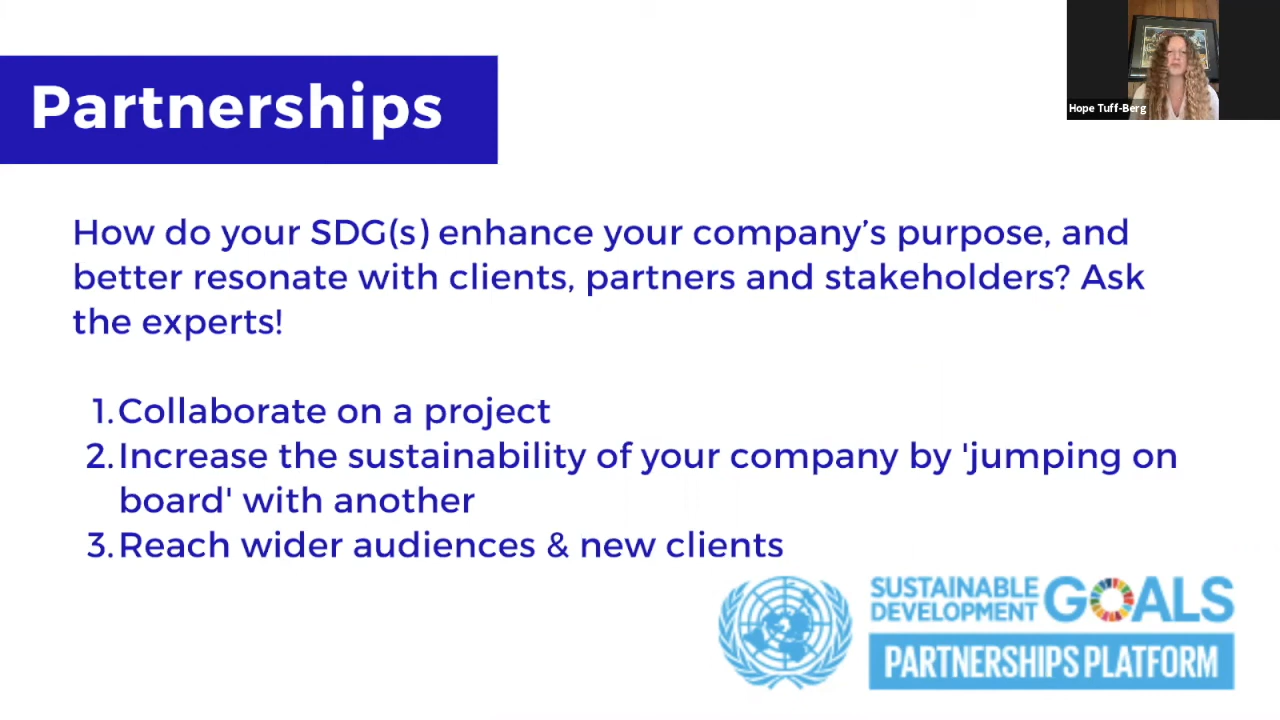 Partnerships
Hope Tuff-Berg
How do your SDG(s) enhance your company’s purpose, and
better resonate with clients, partners and stakeholders? Ask
the experts!
1. Collaborate on a project
2. Increase the sustainability of your company by 'jumping on
board' with another
3. Reach wider audiences & new clients
SUSTAINABLE
DEVELOPMENT GOALS
PARTNERSHIPS PLATFORM